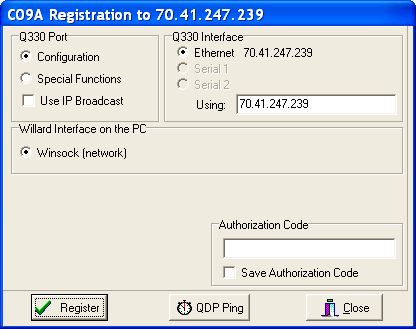 C09A Registration to 70.41.247.239
Q330 Port
Configuration
Special Functions
Use IP Broadcast
Q330 Interface
Ethernet 70.41.247.239
Serial 1
Serial 2
Using: 70.41.247.239
Willard Interface on the PC
Winsock (network)
Authorization Code
Save Authorization Code
Register
QDP Ping
Close